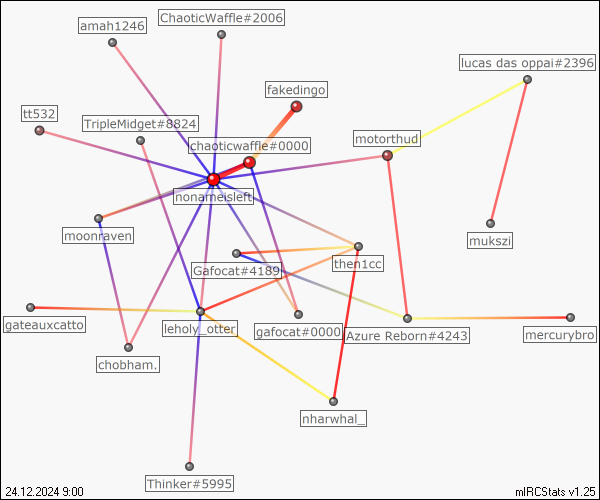 ChaoticWaffle#2006
amah1246
lucas das oppai#2396
fakedingo
tt532
TripleMidget#8824
motorthud
chaoticwaffle#0000
nonameisleft
moonraven
mukszi
then1cc
Gafocat#4189
gateauxcatto
leholy_otter
gafocat#0000
Azure Reborn#4243
mercurybro
chobham.
nharwhal_
Thinker#5995
24.12.2024 9:00
mIRCStats v1.25